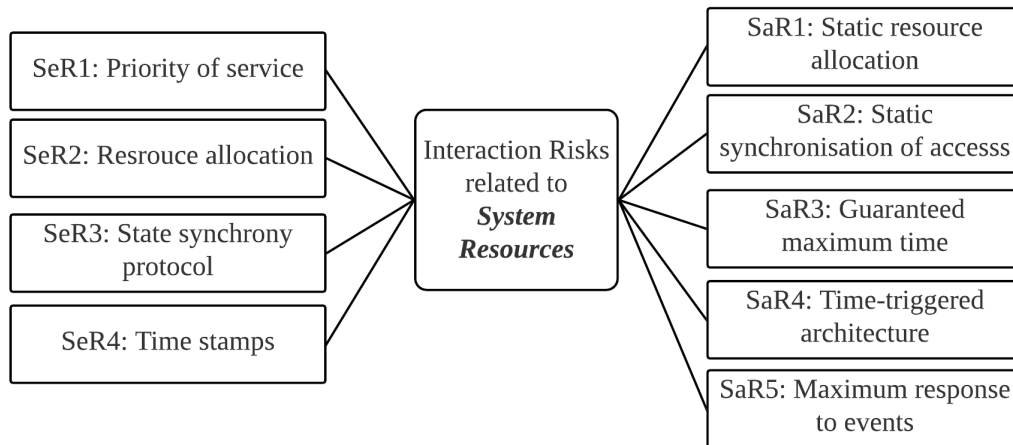 SeR1: Priority of service
SeR2: Resrouce allocation
SeR3: State synchrony
protocol
SeR4: Time stamps
Interaction Risks
related to
System
Resources
SaR1: Static resource
allocation
SaR2: Static
synchronisation of accesss
SaR3: Guaranteed
maximum time
SaR4: Time-triggered
architecture
SaR5: Maximum response
to events